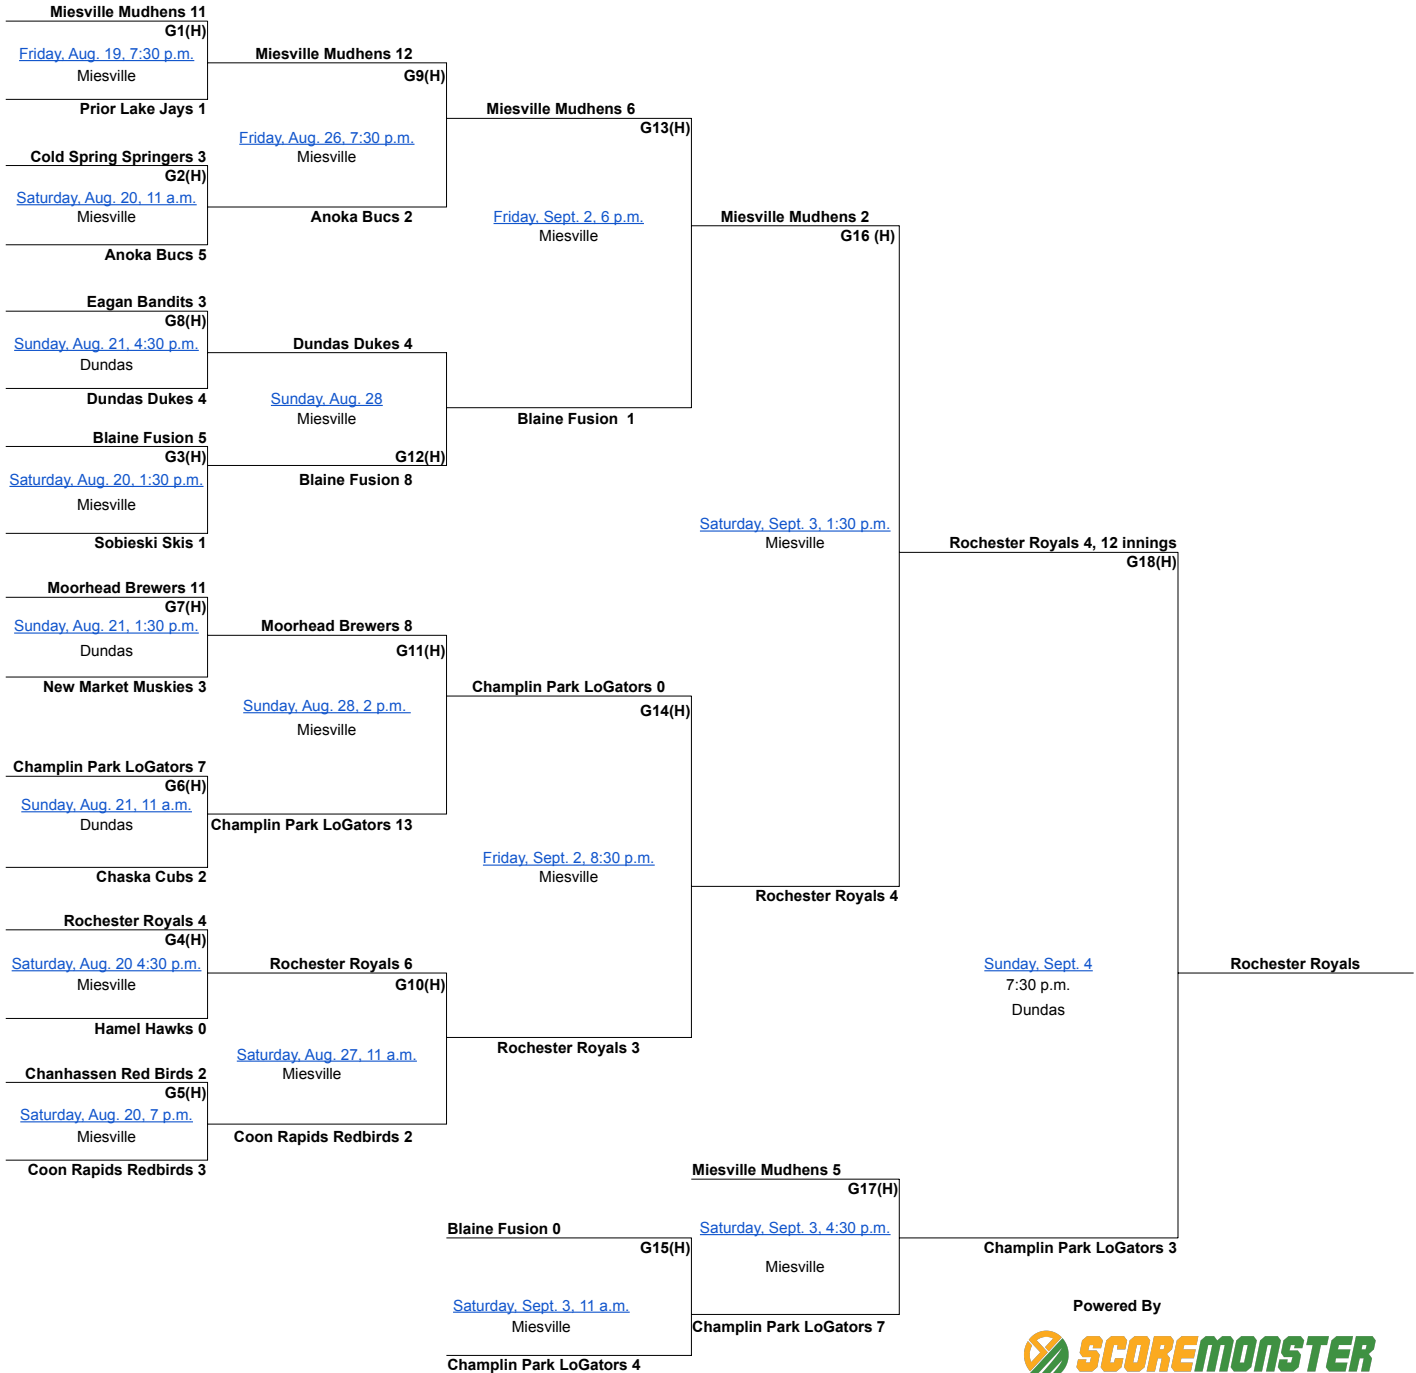 Miesville Mudhens 11
G1(H)
Friday, Aug. 19, 7:30 p.m.
Miesville
Prior Lake Jays 1
Cold Spring Springers 3
G2(H)
Saturday, Aug. 20, 11 a.m.
Miesville
Anoka Bucs 5
Eagan Bandits 3
G8(H)
Sunday, Aug. 21, 4:30 p.m.
Dundas
Dundas Dukes 4
Blaine Fusion 5
G3(H)
Saturday, Aug. 20, 1:30 p.m.
Miesville
Sobieski Skis 1
Moorhead Brewers 11
G7(H)
Sunday, Aug. 21, 1:30 p.m.
Dundas
New Market Muskies 3
Champlin Park LoGators 7
G6(H)
Sunday, Aug. 21, 11 a.m.
Dundas
Chaska Cubs 2
Rochester Royals 4
G4(H)
Saturday, Aug. 20 4:30 p.m.
Miesville
Hamel Hawks 0
Chanhassen Red Birds 2
G5(H)
Saturday, Aug. 20, 7 p.m.
Miesville
Coon Rapids Redbirds 3
Miesville Mudhens 12
G9(H)
Friday, Aug. 26, 7:30 p.m.
Miesville
Anoka Bucs 2
Dundas Dukes 4
Sunday, Aug. 28
Miesville
G12(H)
Blaine Fusion 8
Moorhead Brewers 8
G11(H)
Sunday, Aug. 28, 2 p.m.
Miesville
Champlin Park LoGators 13
Rochester Royals 6
G10(H)
Saturday, Aug. 27, 11 a.m.
Miesville
Coon Rapids Redbirds 2
Miesville Mudhens 6
G13(H)
Friday, Sept. 2, 6 p.m.
Miesville
Blaine Fusion 1
Champlin Park LoGators 0
G14(H)
Friday, Sept. 2, 8:30 p.m.
Miesville
Rochester Royals 3
Blaine Fusion 0
G15(H)
Saturday, Sept. 3, 11 a.m.
Miesville
Champlin Park LoGators 4
Miesville Mudhens 2
G16 (H)
Saturday, Sept. 3, 1:30 p.m.
Miesville
Rochester Royals 4
Miesville Mudhens 5
G17(H)
Saturday, Sept. 3, 4:30 p.m.
Miesville
Champlin Park LoGators 7
Rochester Royals 4, 12 innings
G18(H)
Sunday, Sept. 4
7:30 p.m.
Dundas
Champlin Park LoGators 3
Rochester Royals
Powered By
SCOREMONSTER